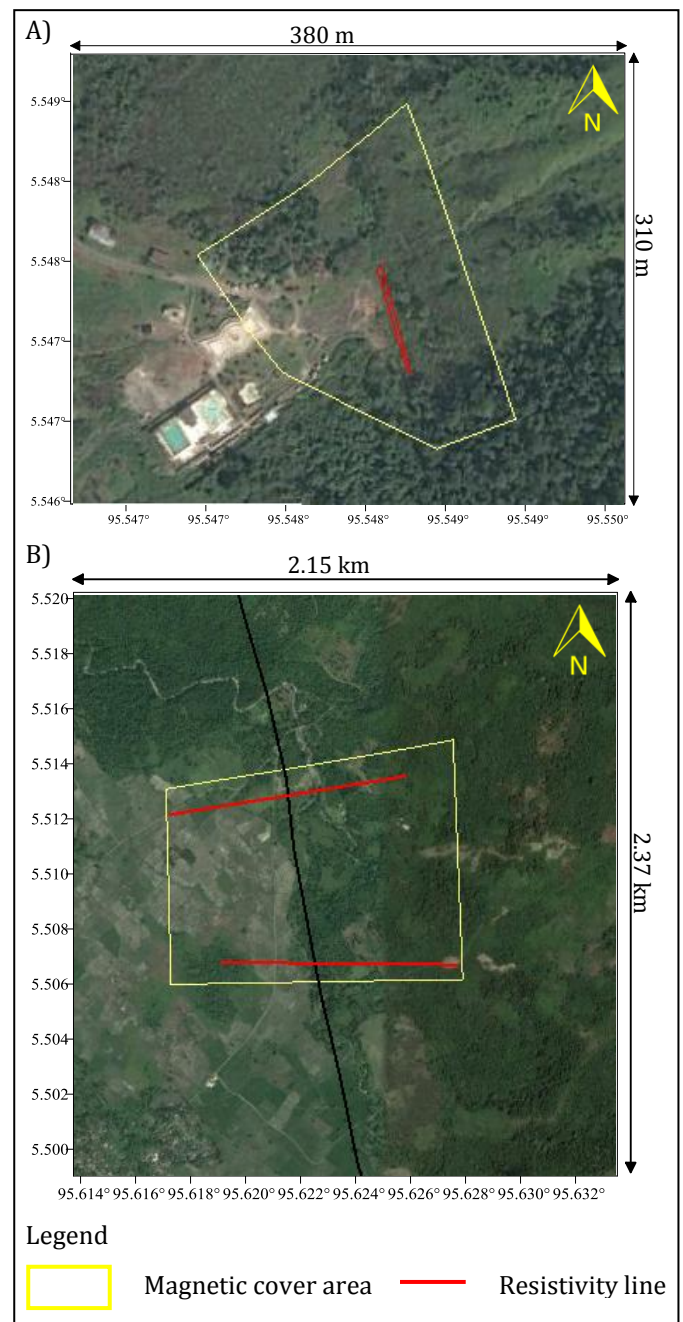 A)
380 m
N
310 m
5.549°
5.548°
5.548°
5.547°
5.547°
5.546°
95.547° 95.547° 95.548° 95.548° 95.549° 95.549° 95.550°
B)
2.15 km
N
2.37 km
5.520
5.518
5.516
5.514
5.512
5.510
5.508
5.506
5.504
5.502
5.500
95.614° 95.616° 95.618° 95.620° 95.622° 95.624° 95.626° 95.628° 95.630° 95.632°
Legend
Magnetic cover area
Resistivity line